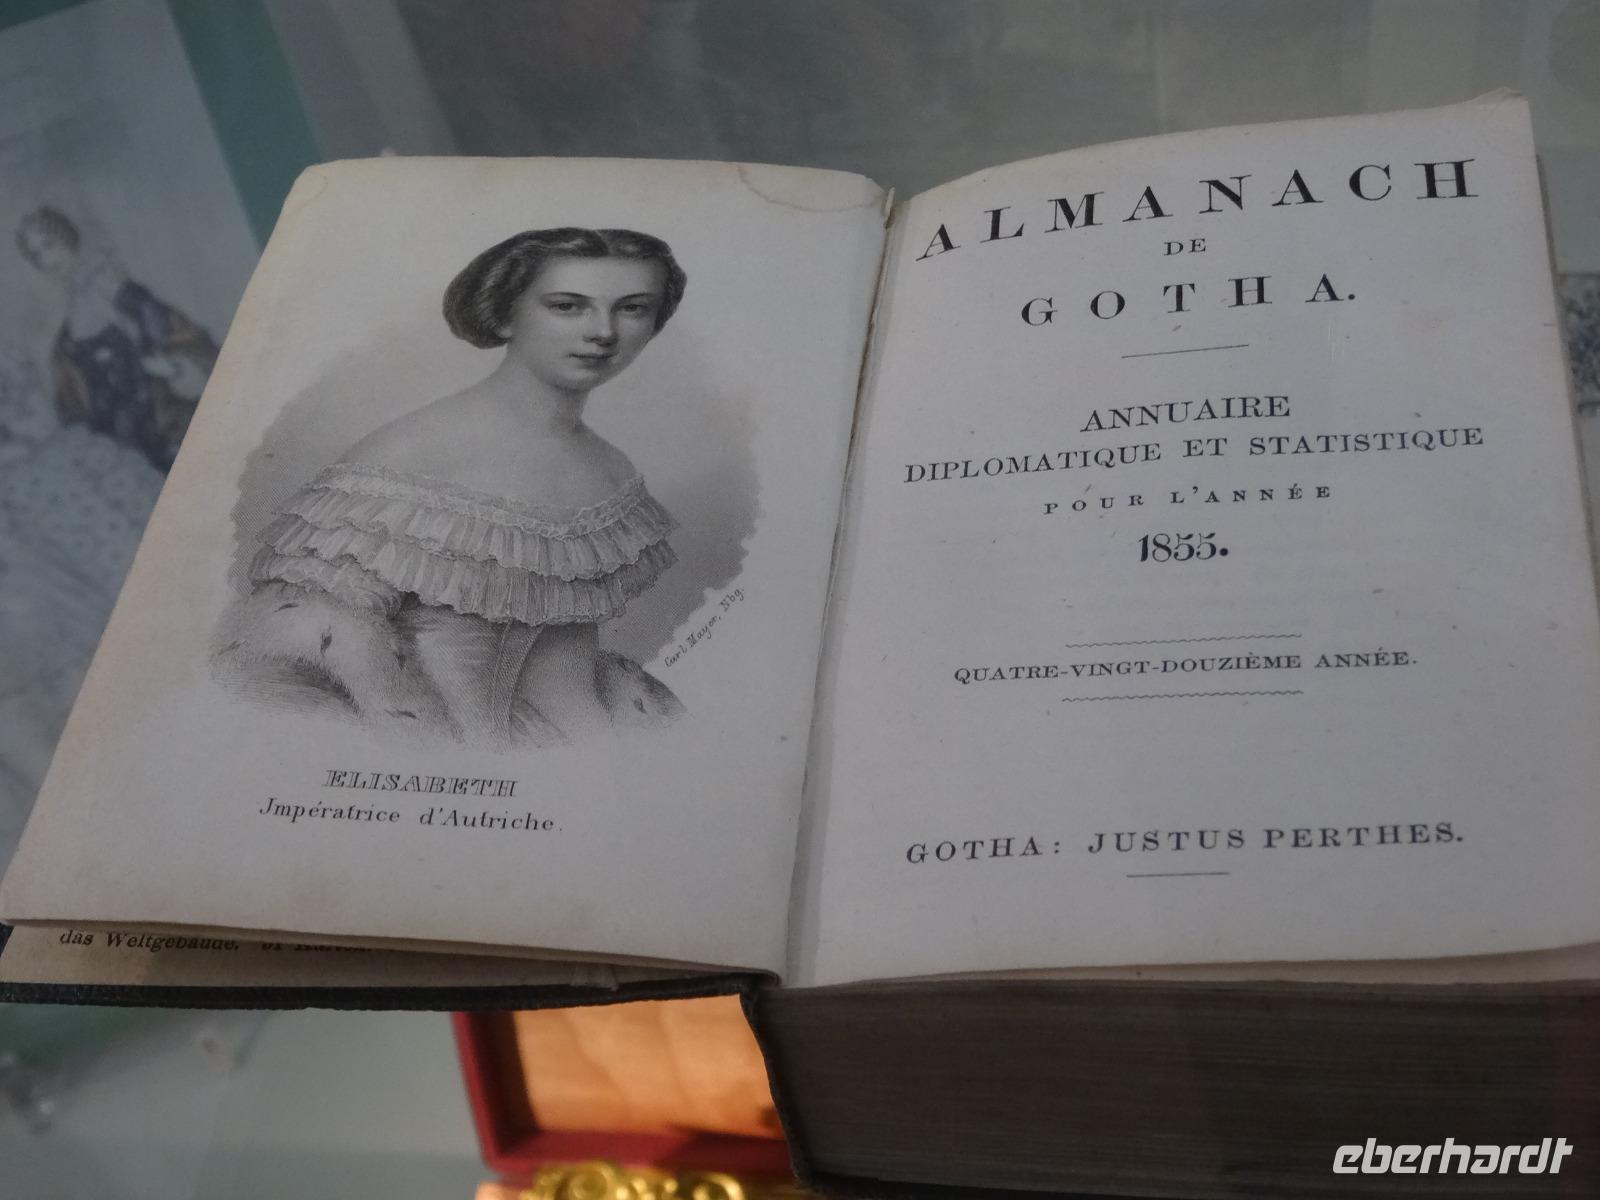 Carl Mayer, Nbg.
ELISABETH
Jmpératrice d'Autriche.
das Weltgebäude.
ALMANACH
DE
GOTHA.
ANNUAIRE
DIPLOMATIQUE ET STATISTIQUE
POUR L'ANNÉE
1855.
QUATRE-VINGT-DOUZIÈME ANNÉE.
GOTHA: JUSTUS PERTHES.
eberhardt